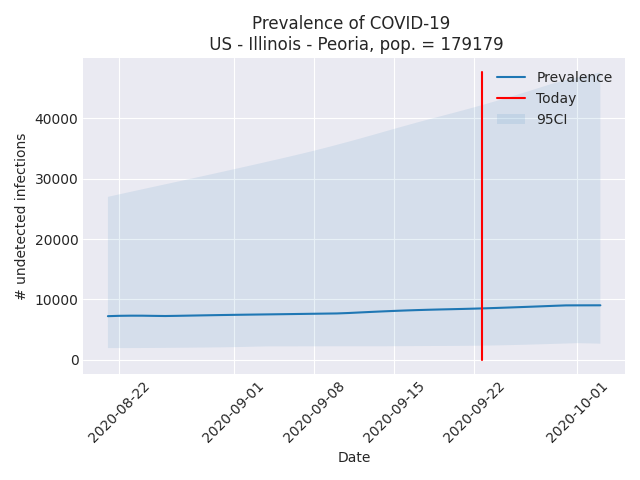 Prevalence of COVID-19
US - Illinois - Peoria, pop. = 179179
Prevalence
Today
95CI
# undetected infections
40000
30000
20000
10000
0
2020-08-22
2020-09-01
2020-09-08
2020-09-15
2020-09-22
2020-10-01
Date